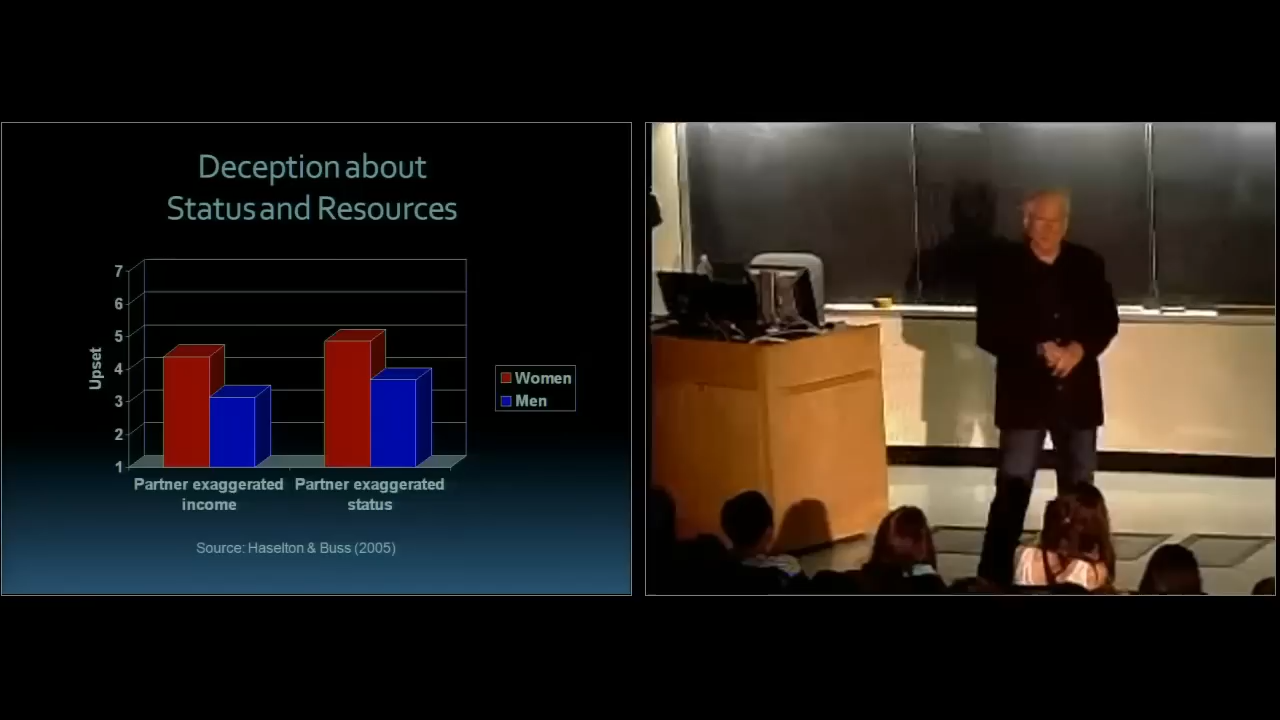 Deception about
Status and Resources
7
6
5
4
3
2
1
Upset
Women
Men
Partner exaggerated income
Partner exaggerated status
Source: Haselton & Buss (2005)